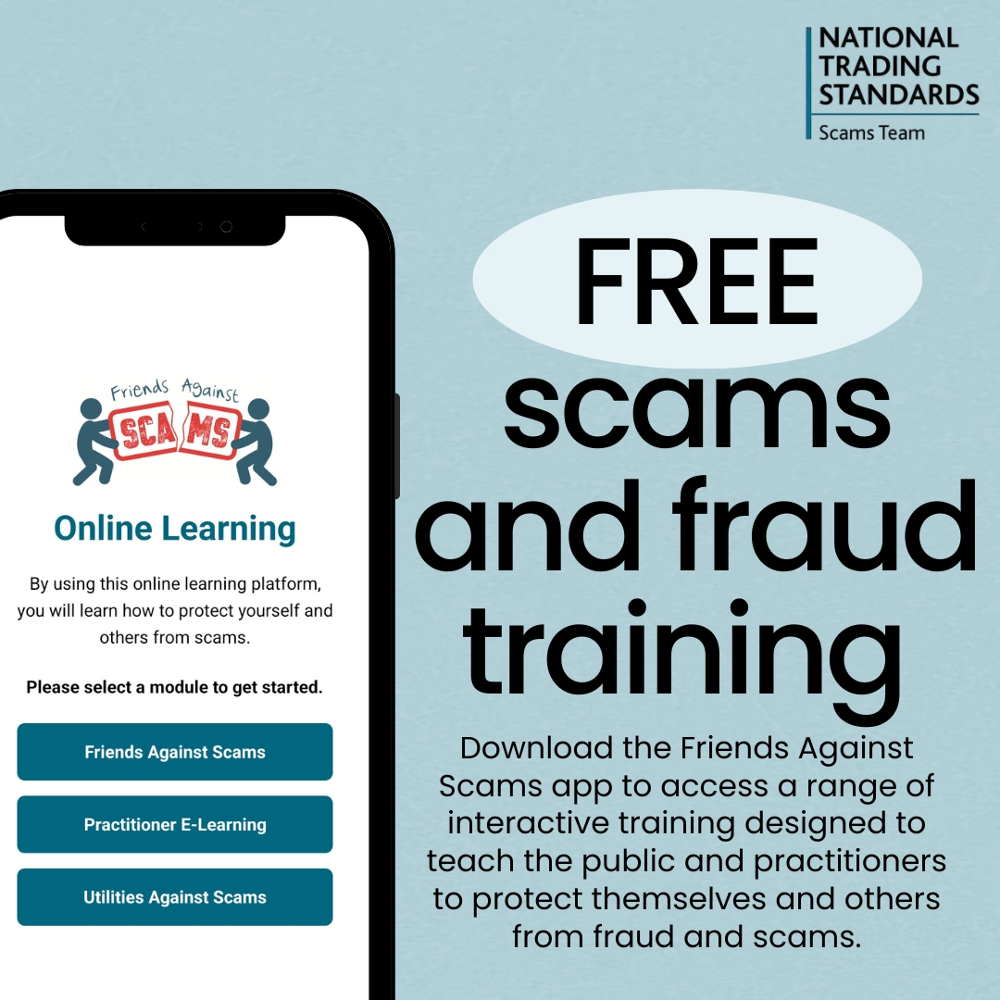 NATIONAL
TRADING
STANDARDS
Scams Team
FREE
scams
and fraud
training
Download the Friends Against
Scams app to access a range of
interactive training designed to
teach the public and practitioners
to protect themselves and others
from fraud and scams.
Friends Against
SCAMS
Online Learning
By using this online learning platform,
you will learn how to protect yourself and
others from scams.
Please select a module to get started.
Friends Against Scams
Practitioner E-Learning
Utilities Against Scams